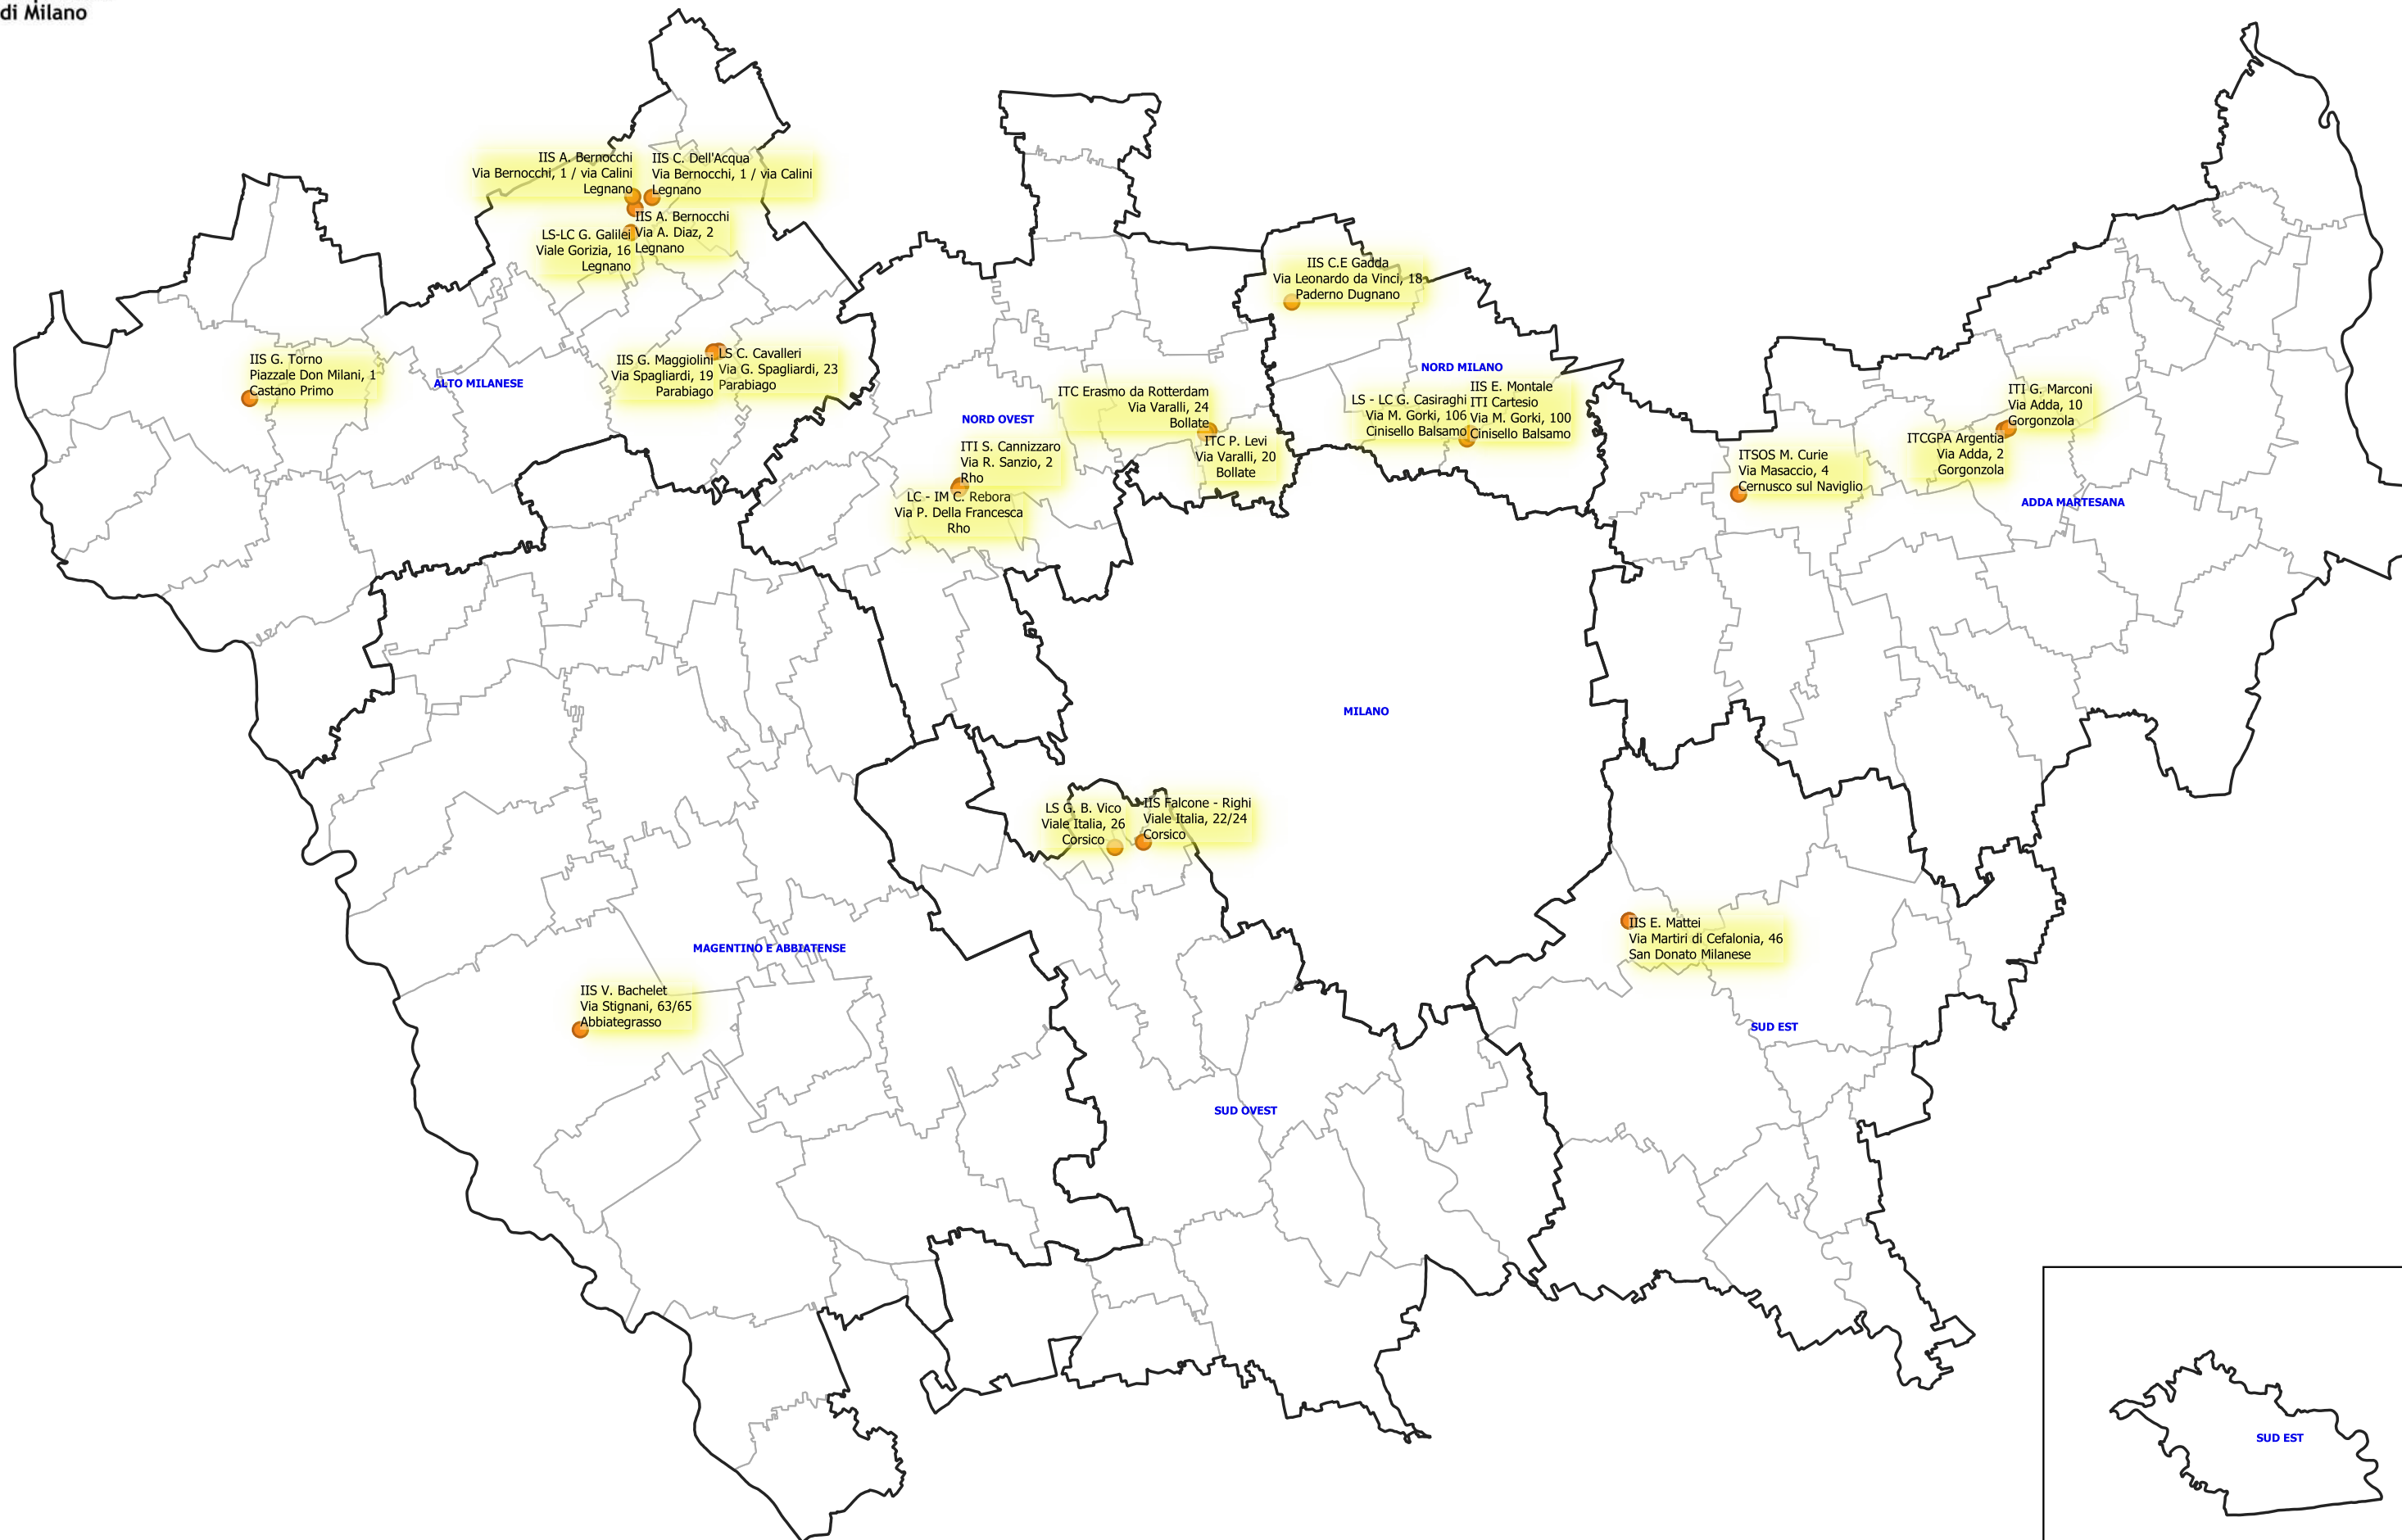 di Milano
IIS A. Bernocchi
Via Bernocchi, 1 / via Calini
Legnano
IIS C. Dell'Acqua
Via Bernocchi, 1 / via Calini
Legnano
IIS A. Bernocchi
Via A. Diaz, 2
Legnano
LS-LC G. Galilei
Viale Gorizia, 16
Legnano
IIS C.E Gadda
Via Leonardo da Vinci, 18
Paderno Dugnano
IIS G. Torno
Piazzale Don Milani, 1
Castano Primo
ALTO MILANESE
IIS G. Maggiolini
Via Spagliardi, 19
Parabiago
LS C. Cavalleri
Via G. Spagliardi, 23
Parabiago
NORD OVEST
ITC Erasmo da Rotterdam
Via Varalli, 24
Bollate
ITC P. Levi
Via Varalli, 20
Bollate
NORD MILANO
LS - LC G. Casiraghi
Via M. Gorki, 106
Cinisello Balsamo
IIS E. Montale
ITI Cartesio
Via M. Gorki, 100
Cinisello Balsamo
ITI S. Cannizzaro
Via R. Sanzio, 2
Rho
LC - IM C. Rebora
Via P. Della Francesca
Rho
ITSOS M. Curie
Via Masaccio, 4
Cernusco sul Naviglio
ITI G. Marconi
Via Adda, 10
Gorgonzola
ITCGPA Argentia
Via Adda, 2
Gorgonzola
ADDA MARTESANA
MILANO
LS G. B. Vico
Viale Italia, 26
Corsico
IIS Falcone - Righi
Viale Italia, 22/24
Corsico
IIS E. Mattei
Via Martiri di Cefalonia, 46
San Donato Milanese
MAGENTINO E ABBIATENSE
IIS V. Bachelet
Via Stignani, 63/65
Abbiategrasso
SUD EST
SUD OVEST
SUD EST